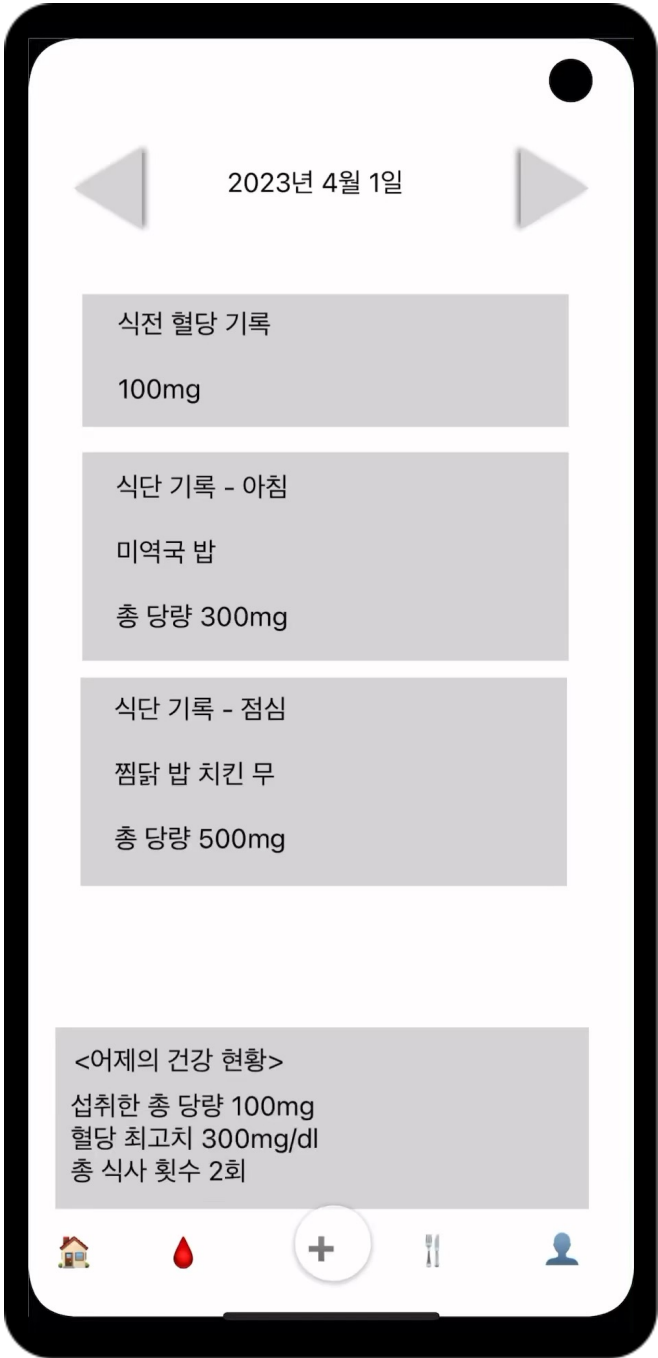 2023년 4월 1일
식전 혈당 기록
100mg
식단 기록 - 아침
미역국 밥
총 당량 300mg
식단 기록 - 점심
찜닭 밥 치킨 무
총 당량 500mg
<어제의 건강 현황>
섭취한 총 당량 100mg
혈당 최고치 300mg/dl
총 식사 횟수 2회
+